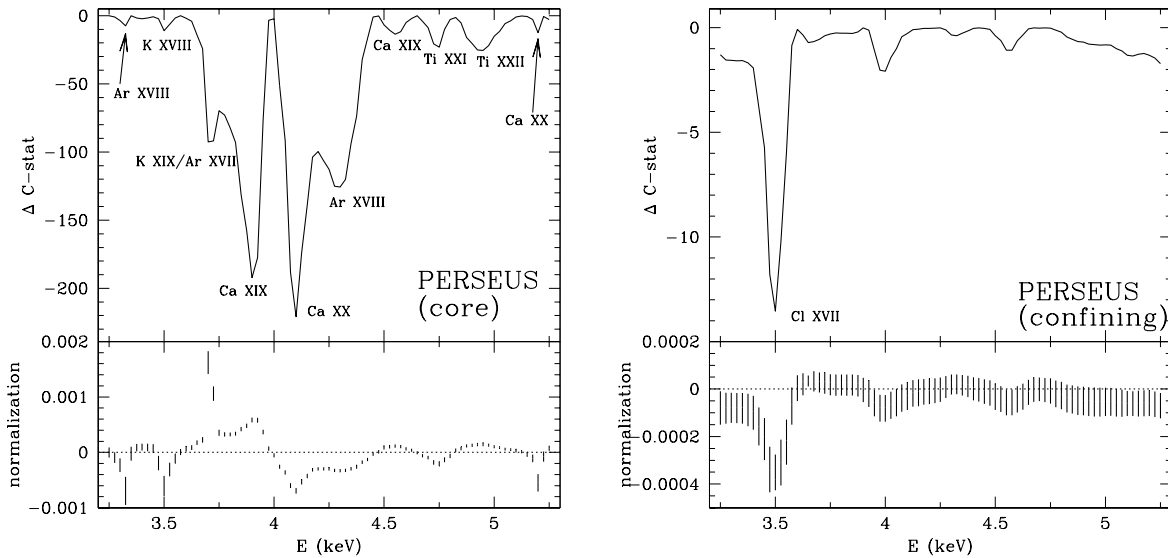 0
−50
−100
−150
−200
Δ C-stat
K XVIII
Ar XVIII
K XIX/Ar XVII
Ca XIX
Ca XX
Ar XVIII
Ca XIX
Ti XXI
Ti XXII
Ca XX
PERSEUS
(core)
0.002
0.001
0
−0.001
normalization
3.5
4
4.5
5
E (keV)
0
−5
−10
Δ C-stat
Cl XVII
PERSEUS
(confining)
0.0002
0
−0.0002
−0.0004
normalization
3.5
4
4.5
5
E (keV)